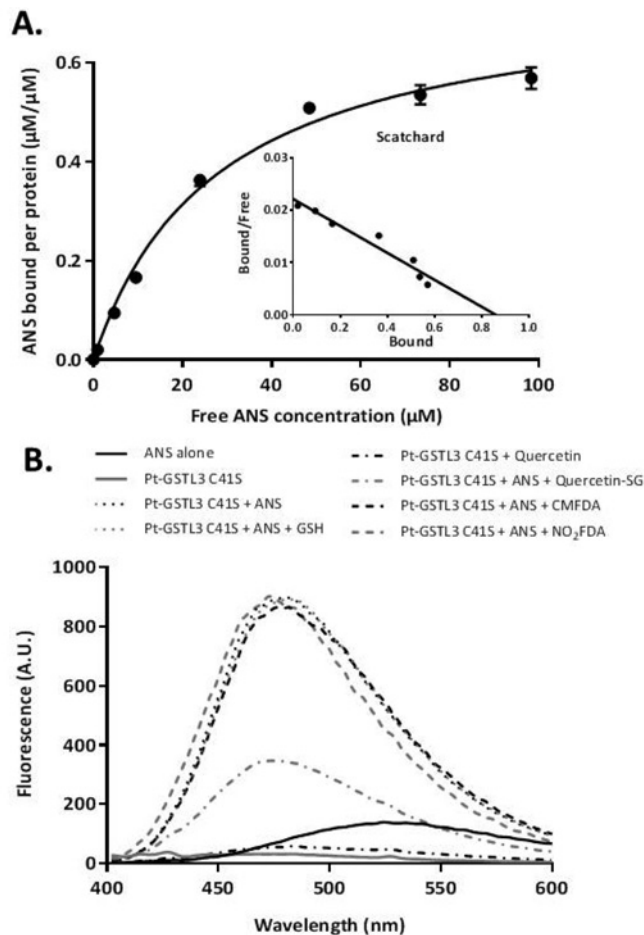 A.
0.6
0.4
0.2
0.0
ANS bound per protein (µM/µM)
Scatchard
0.03
0.02
0.01
0.00
Bound/Free
0.0 0.2 0.4 0.6 0.8 1.0
Bound
0 20 40 60 80 100
Free ANS concentration (µM)
B.
ANS alone
Pt-GSTL3 C41S
Pt-GSTL3 C41S + ANS
Pt-GSTL3 C41S + ANS + GSH
Pt-GSTL3 C41S + Quercetin
Pt-GSTL3 C41S + ANS + Quercetin-SG
Pt-GSTL3 C41S + ANS + CMFDA
Pt-GSTL3 C41S + ANS + NO₂FDA
1000
800
600
400
200
0
Fluorescence (A.U.)
400 450 500 550 600
Wavelength (nm)